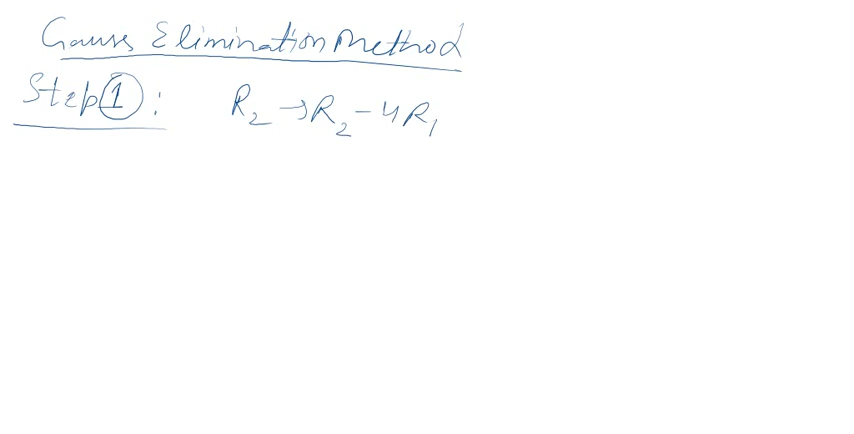 Gauss Elimination Method
Step 1 : R₂ → R₂ - 4R₁